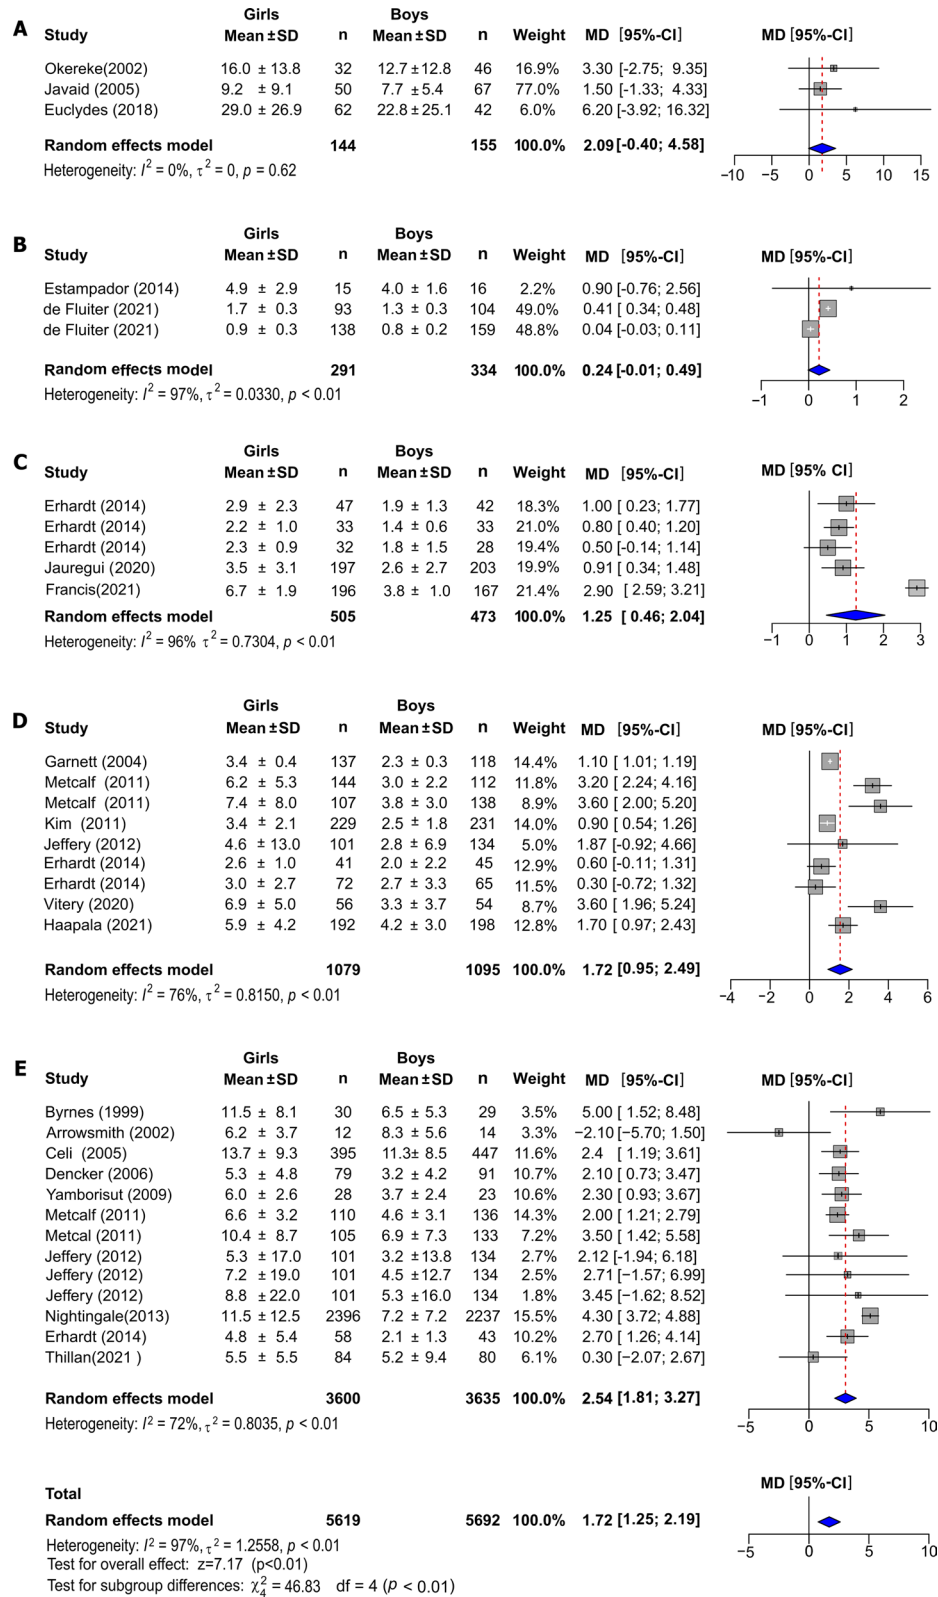 A
Girls Boys
Study Mean ±SD n Mean ±SD n Weight MD [95%-CI] MD [95%-CI]
Okereke(2002) 16.0 ±13.8 32 12.7 ±12.8 46 16.9% 3.30 [-2.75; 9.35]
Javaid (2005) 9.2 ± 9.1 50 7.7 ± 5.4 67 77.0% 1.50 [-1.33; 4.33]
Euclydes (2018) 29.0 ±26.9 62 22.8 ±25.1 42 6.0% 6.20 [-3.92; 16.32]
Random effects model 144 155 100.0% 2.09 [-0.40; 4.58]
Heterogeneity: I² = 0%, τ² = 0, p = 0.62
−10 −5 0 5 10 15
B
Girls Boys
Study Mean ±SD n Mean ±SD n Weight MD [95%-CI] MD [95%-CI]
Estampador (2014) 4.9 ± 2.9 15 4.0 ± 1.6 16 2.2% 0.90 [-0.76; 2.56]
de Fluiter (2021) 1.7 ± 0.3 93 1.3 ± 0.3 104 49.0% 0.41 [ 0.34; 0.48]
de Fluiter (2021) 0.9 ± 0.3 138 0.8 ± 0.2 159 48.8% 0.04 [-0.03; 0.11]
Random effects model 291 334 100.0% 0.24 [-0.01; 0.49]
Heterogeneity: I² = 97%, τ² = 0.0330, p < 0.01
−1 0 1 2
C
Girls Boys
Study Mean ±SD n Mean ±SD n Weight MD [95%-CI] MD [95% CI]
Erhardt (2014) 2.9 ± 2.3 47 1.9 ± 1.3 42 18.3% 1.00 [ 0.23; 1.77]
Erhardt (2014) 2.2 ± 1.0 33 1.4 ± 0.6 33 21.0% 0.80 [ 0.40; 1.20]
Erhardt (2014) 2.3 ± 0.9 32 1.8 ± 1.5 28 19.4% 0.50 [-0.14; 1.14]
Jauregui (2020) 3.5 ± 3.1 197 2.6 ± 2.7 203 19.9% 0.91 [ 0.34; 1.48]
Francis(2021) 6.7 ± 1.9 196 3.8 ± 1.0 167 21.4% 2.90 [ 2.59; 3.21]
Random effects model 505 473 100.0% 1.25 [ 0.46; 2.04]
Heterogeneity: I² = 96% τ² = 0.7304, p < 0.01
−1 0 1 2 3
D
Girls Boys
Study Mean ±SD n Mean ±SD n Weight MD [95%-CI] MD [95%-CI]
Garnett (2004) 3.4 ± 0.4 137 2.3 ± 0.3 118 14.4% 1.10 [ 1.01; 1.19]
Metcalf (2011) 6.2 ± 5.3 144 3.0 ± 2.2 112 11.8% 3.20 [ 2.24; 4.16]
Metcalf (2011) 7.4 ± 8.0 107 3.8 ± 3.0 138 8.9% 3.60 [ 2.00; 5.20]
Kim (2011) 3.4 ± 2.1 229 2.5 ± 1.8 231 14.0% 0.90 [ 0.54; 1.26]
Jeffery (2012) 4.6 ± 13.0 101 2.8 ± 6.9 134 5.0% 1.87 [-0.92; 4.66]
Erhardt (2014) 2.6 ± 1.0 41 2.0 ± 2.2 45 12.9% 0.60 [-0.11; 1.31]
Erhardt (2014) 3.0 ± 2.7 72 2.7 ± 3.3 65 11.5% 0.30 [-0.72; 1.32]
Vitery (2020) 6.9 ± 5.0 56 3.3 ± 3.7 54 8.7% 3.60 [ 1.96; 5.24]
Haapala (2021) 5.9 ± 4.2 192 4.2 ± 3.0 198 12.8% 1.70 [ 0.97; 2.43]
Random effects model 1079 1095 100.0% 1.72 [0.95; 2.49]
Heterogeneity: I² = 76%, τ² = 0.8150, p < 0.01
−4 −2 0 2 4 6
E
Girls Boys
Study Mean ±SD n Mean ±SD n Weight MD [95%-CI] MD [95%-CI]
Byrnes (1999) 11.5 ± 8.1 30 6.5 ± 5.3 29 3.5% 5.00 [ 1.52; 8.48]
Arrowsmith (2002) 6.2 ± 3.7 12 8.3 ± 5.6 14 3.3% −2.10 [−5.70; 1.50]
Celi (2005) 13.7 ± 9.3 395 11.3± 8.5 447 11.6% 2.4 [ 1.19; 3.61]
Dencker (2006) 5.3 ± 4.8 79 3.2 ± 4.2 91 10.7% 2.10 [ 0.73; 3.47]
Yamborisut (2009) 6.0 ± 2.6 28 3.7 ± 2.4 23 10.6% 2.30 [ 0.93; 3.67]
Metcalf (2011) 6.6 ± 3.2 110 4.6 ± 3.1 136 14.3% 2.00 [ 1.21; 2.79]
Metcal (2011) 10.4 ± 8.7 105 6.9 ± 7.3 133 7.2% 3.50 [ 1.42; 5.58]
Jeffery (2012) 5.3 ± 17.0 101 3.2 ±13.8 134 2.7% 2.12 [-1.94; 6.18]
Jeffery (2012) 7.2 ±19.0 101 4.5 ±12.7 134 2.5% 2.71 [−1.57; 6.99]
Jeffery (2012) 8.8 ± 22.0 101 5.3 ±16.0 134 1.8% 3.45 [−1.62; 8.52]
Nightingale(2013) 11.5 ±12.5 2396 7.2 ± 7.2 2237 15.5% 4.30 [ 3.72; 4.88]
Erhardt (2014) 4.8 ± 5.4 58 2.1 ± 1.3 43 10.2% 2.70 [ 1.26; 4.14]
Thillan(2021 ) 5.5 ± 5.5 84 5.2 ± 9.4 80 6.1% 0.30 [−2.07; 2.67]
Random effects model 3600 3635 100.0% 2.54 [1.81; 3.27]
Heterogeneity: I² = 72%, τ² = 0.8035, p < 0.01
−5 0 5 10
Total MD [95%-CI]
Random effects model 5619 5692 100.0% 1.72 [1.25; 2.19]
Heterogeneity: I² = 97%, τ² = 1.2558, p < 0.01
−5 0 5 10
Test for overall effect: z=7.17 (p<0.01)
Test for subgroup differences: χ²₄ = 46.83 df = 4 (p < 0.01)